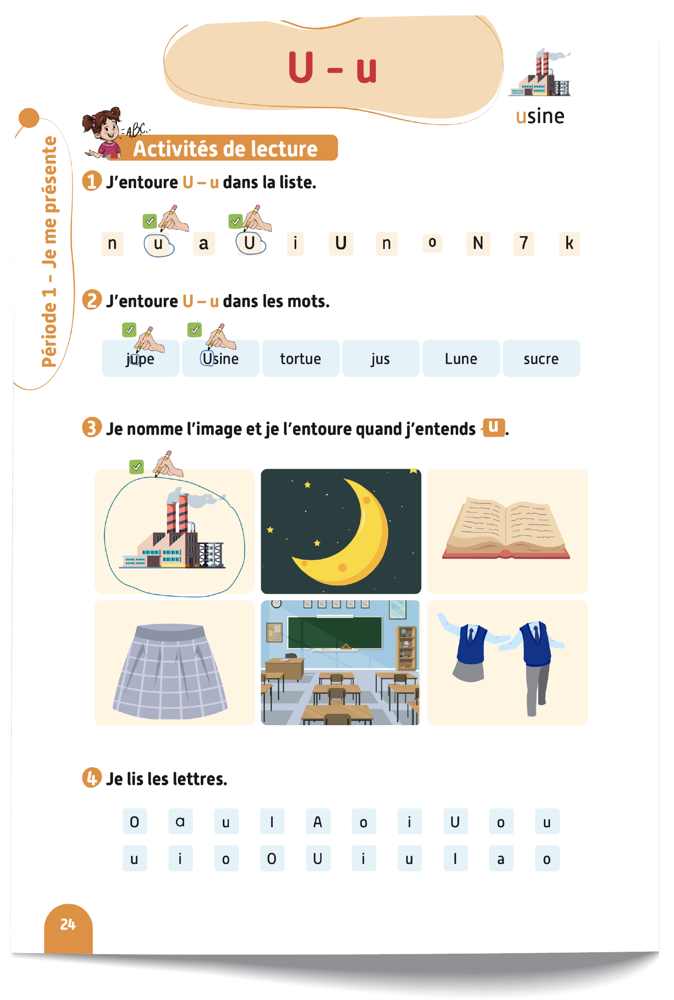 U – u
usine
A.B.C..
Activités de lecture
Période 1 – Je me présente
1 J'entoure U – u dans la liste.
n u a U i U n o N 7 k
2 J'entoure U – u dans les mots.
jupe Usine tortue jus Lune sucre
3 Je nomme l'image et je l'entoure quand j'entends u.
4 Je lis les lettres.
O a u I A o i U o u
u i o O U i u I a o
24